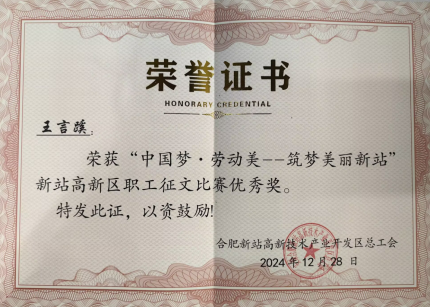 荣誉证书
HONORARY CREDENTIAL
王言蹊：
荣获“中国梦·劳动美--筑梦美丽新站”
新站高新区职工征文比赛优秀奖。
特发此证，以资鼓励!
合肥新站高新技术产业开发区总工会
2024年12月28日